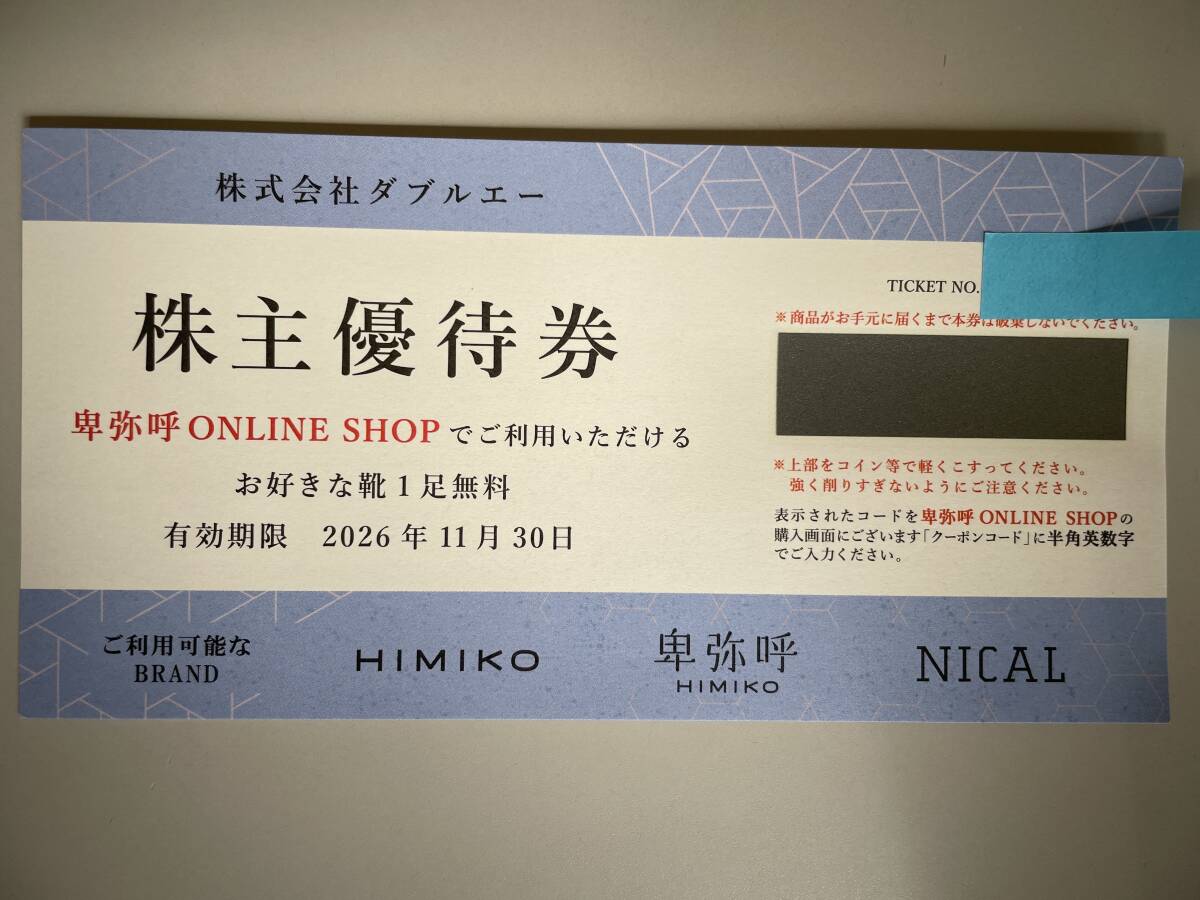 株式会社ダブルエー
株主優待券
卑弥呼 ONLINE SHOP でご利用いただける
お好きな靴 1 足無料
有効期限 2026 年 11 月 30 日
TICKET NO.
※商品がお手元に届くまで本券は破棄しないでください。
※上部をコイン等で軽くこすってください。
強く削りすぎないようにご注意ください。
表示されたコードを卑弥呼 ONLINE SHOPの
購入画面にございます「クーポンコード」に半角英数字
でご入力ください。
ご利用可能な
BRAND
HIMIKO
卑弥呼
HIMIKO
NICAL